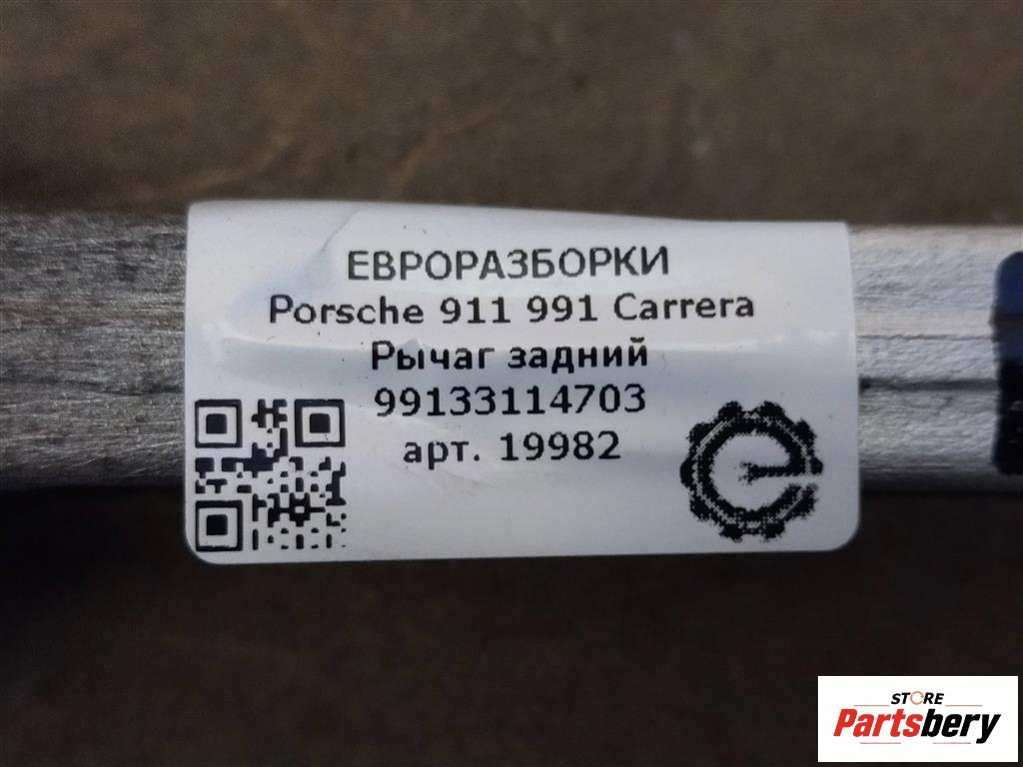 ЕВРОРАЗБОРКИ
Porsche 911 991 Carrera
Рычаг задний
99133114703
арт. 19982
STORE
Partsbery